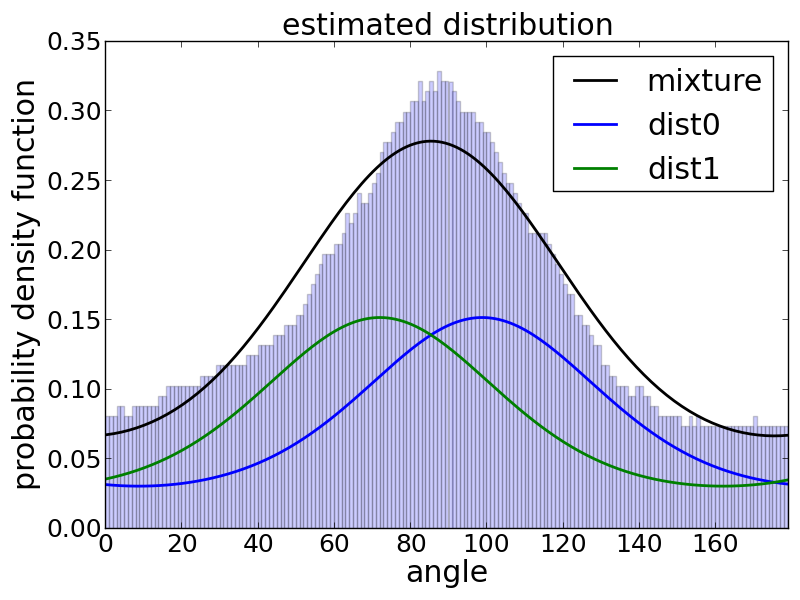 estimated distribution
probability density function
0.35
0.30
0.25
0.20
0.15
0.10
0.05
0.00
mixture
dist0
dist1
0 20 40 60 80 100 120 140 160
angle